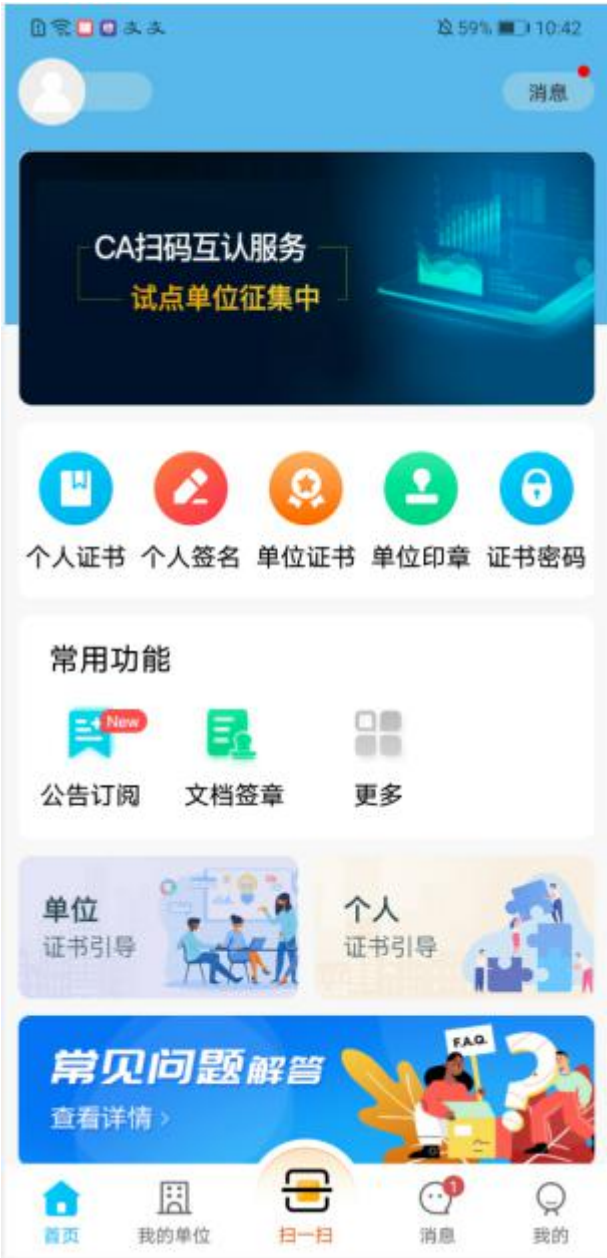 59% 10:42
消息
CA扫码互认服务
试点单位征集中
个人证书 个人签名 单位证书 单位印章 证书密码
常用功能
New
公告订阅 文档签章 更多
单位 个人
证书引导 证书引导
F.A.Q.
常见问题解答
查看详情 >
1
首页 我的单位 扫一扫 消息 我的